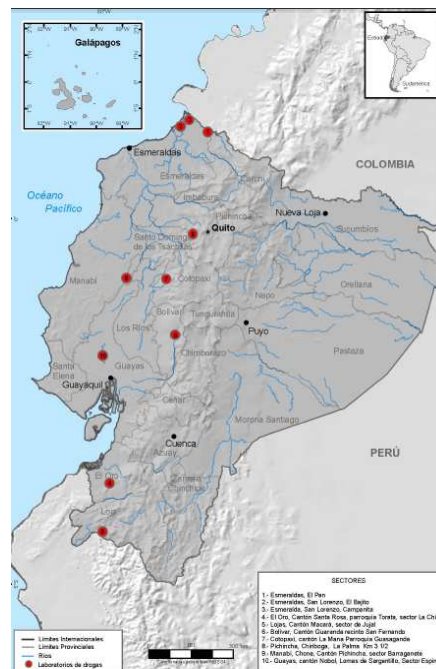 Galápagos
Ecuador
Sudamérica
COLOMBIA
Océano
Pacífico
Esmeraldas
Esmeraldas
Carchi
Imbabura
Nueva Loja
Pichincha
Sucumbíos
Quito
Santo Domingo
de los Tsáchilas
Manabí
Cotopaxi
Orellana
Napo
Bolívar
Tungurahua
Los Ríos
Puyo
Pastaza
Chimborazo
Santa
Elena
Guayas
Guayaquil
Cañar
Morona Santiago
Cuenca
Azuay
PERÚ
El Oro
Zamora
Chinchipe
Loja
SECTORES
1.- Esmeraldas, El Pan
2.- Esmeraldas, San Lorenzo, El Bajito
3.- Esmeralda, San Lorenzo, Campanita
4.- El Oro, Cantón Santa Rosa, parroquia Torata, sector La Chi
5.- Lojas, Cantón Macará, sector de Jujal
6.- Bolívar, Cantón Guaranda recinto San Fernando
7.- Cotopaxi, cantón La Maná Parroquia Guasagande
8.- Pichincha, Chiriboga, La Palma Km 3 1/2
9.- Manabí, Chone, Cantón Pichincha, sector Barraganete
10.- Guayas, cantón Nobol, Lomas de Sargentillo, Sector
Límites Internacionales
Límites Provinciales
Ríos
Laboratorios de drogas